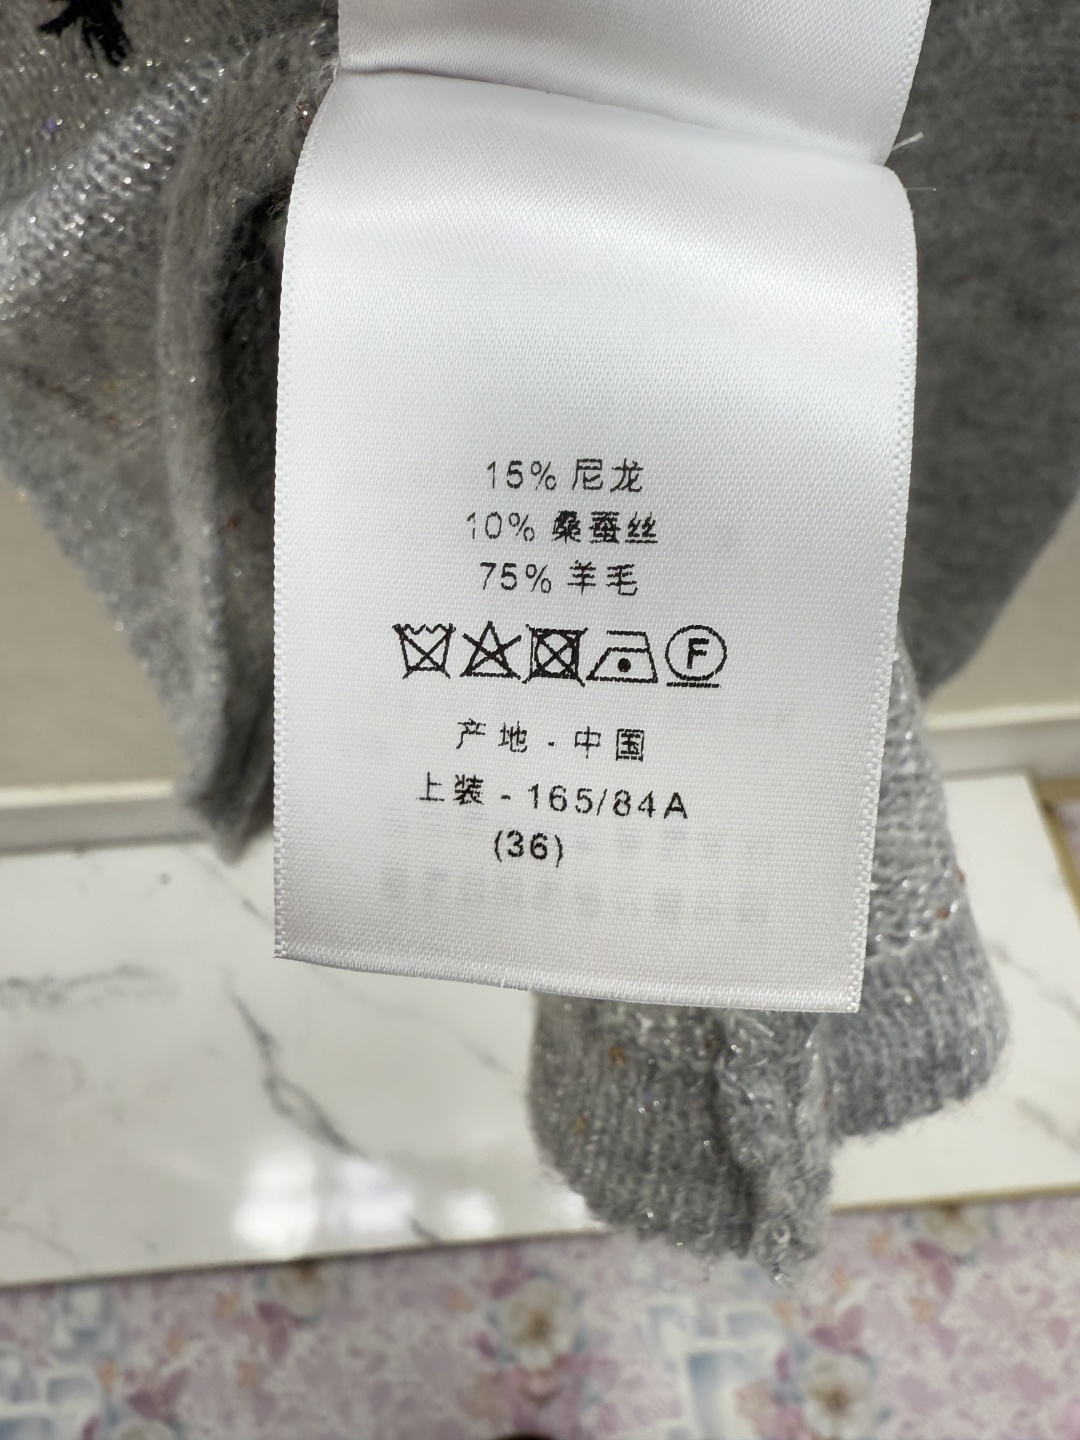 15% 尼龙
10% 桑蚕丝
75% 羊毛
F
产地 - 中国
上装 - 165/84A
(36)